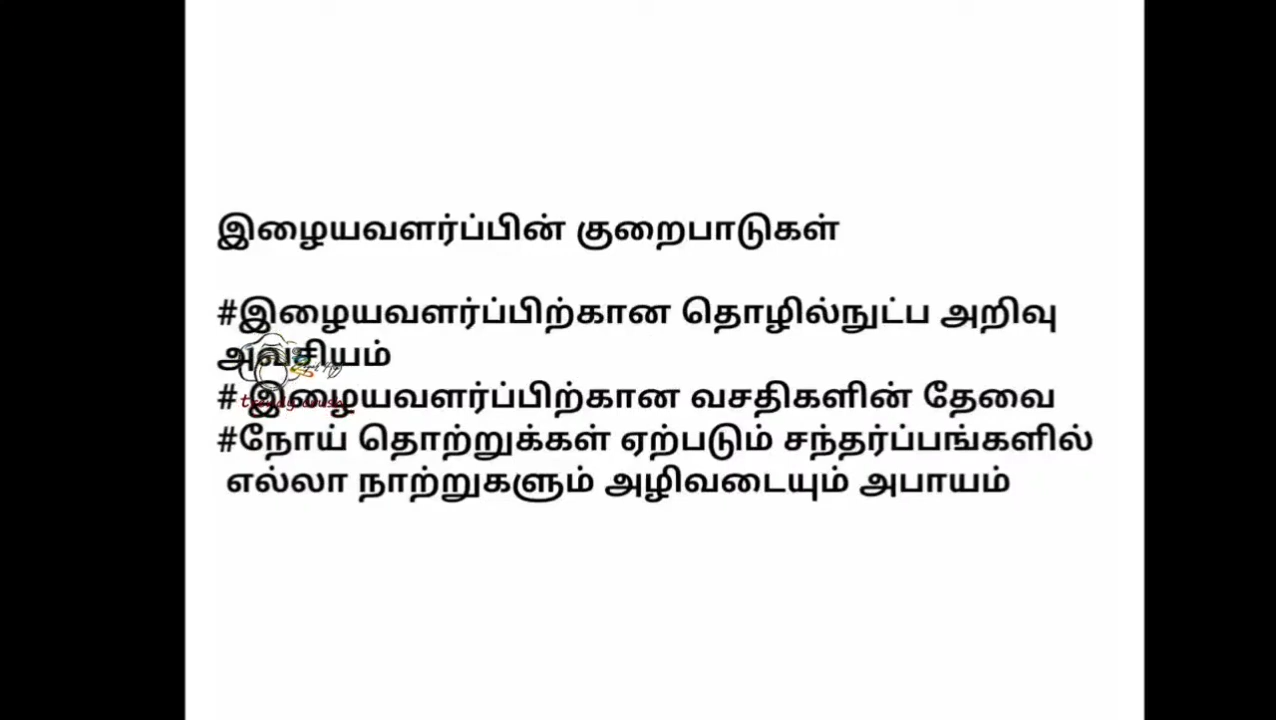 இழையவளர்ப்பின் குறைபாடுகள்
#இழையவளர்ப்பிற்கான தொழில்நுட்ப அறிவு
அவசியம்
#இழையவளர்ப்பிற்கான வசதிகளின் தேவை
#நோய் தொற்றுக்கள் ஏற்படும் சந்தர்ப்பங்களில்
எல்லா நாற்றுகளும் அழிவடையும் அபாயம்